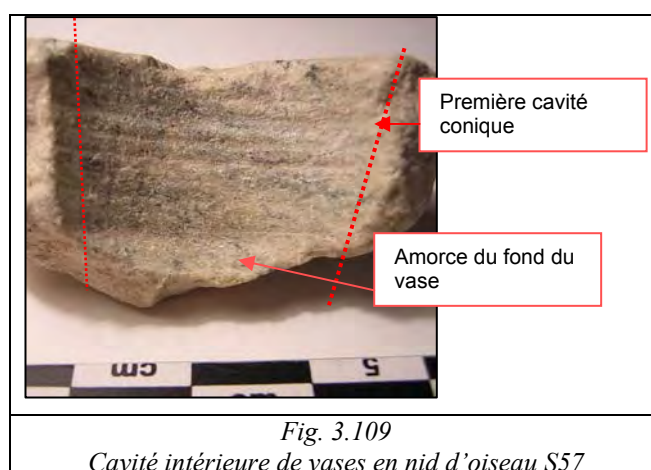 Première cavité
conique
Amorce du fond du
vase
cm
5
cm
Fig. 3.109
Cavité intérieure de vases en nid d'oiseau S57